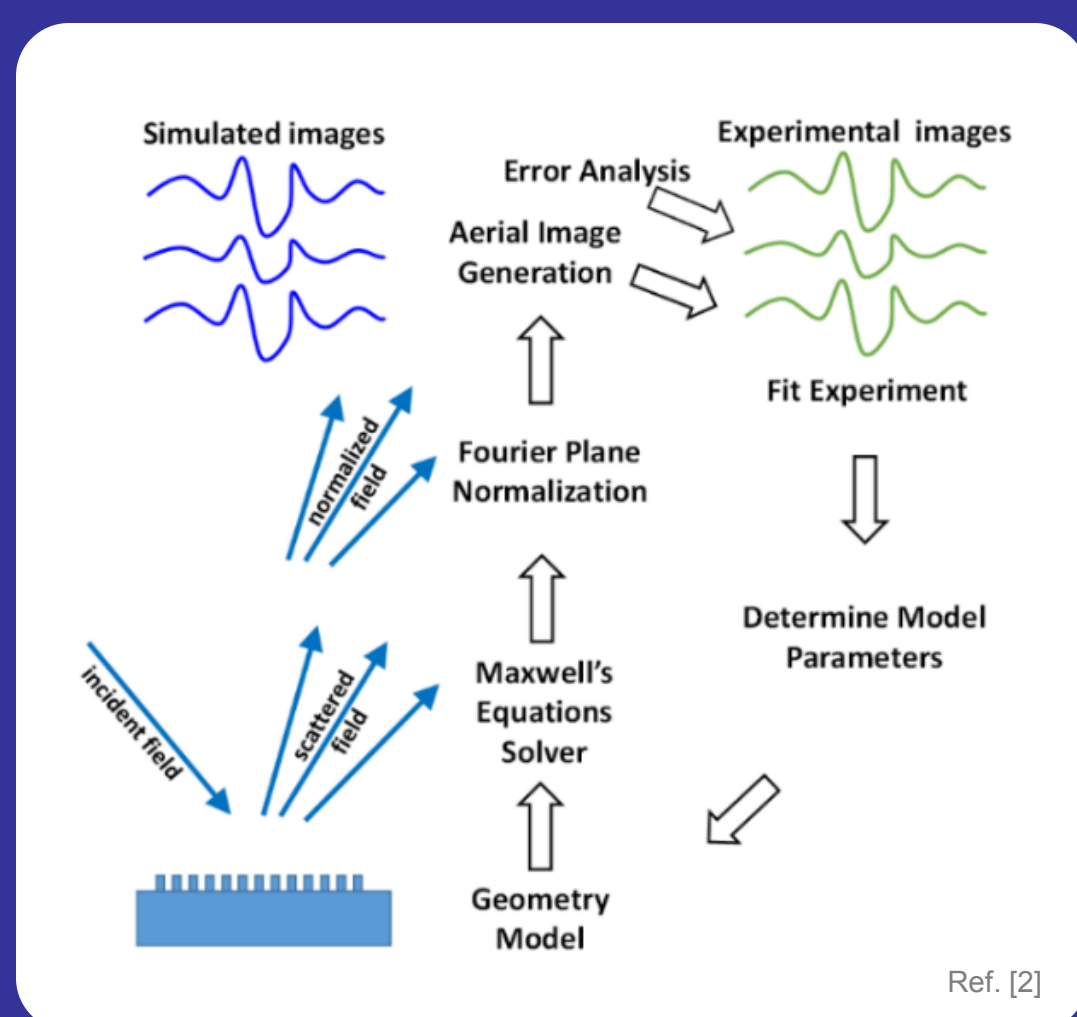 Simulated images
Experimental images
Error Analysis
Aerial Image
Generation
Fit Experiment
normalized
field
Fourier Plane
Normalization
Determine Model
Parameters
incident field
scattered
field
Maxwell's
Equations
Solver
Geometry
Model
Ref. [2]